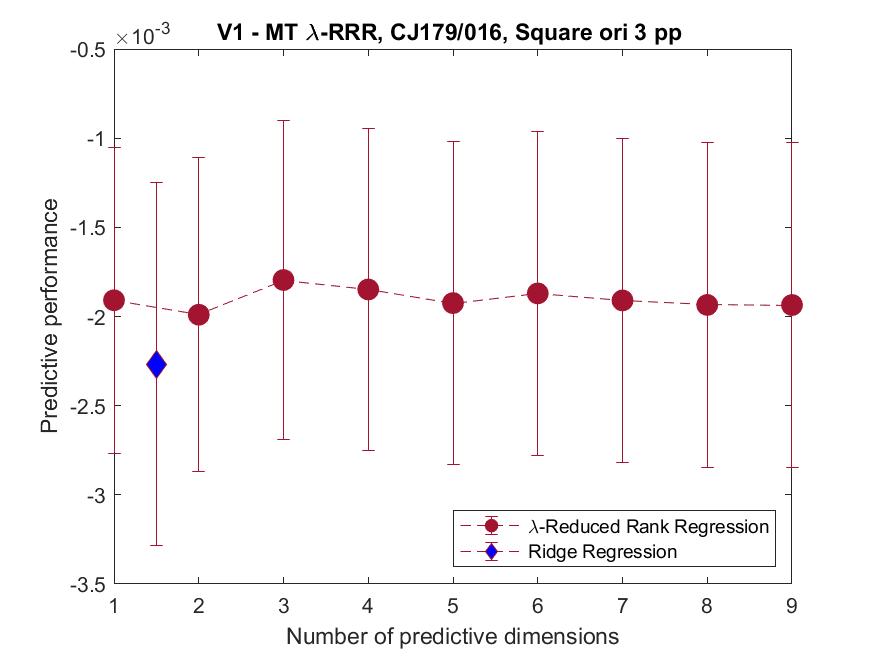 V1 - MT λ-RRR, CJ179/016, Square ori 3 pp
×10-3
-0.5
-1
-1.5
-2
-2.5
-3
-3.5
Predictive performance
1 2 3 4 5 6 7 8 9
Number of predictive dimensions
λ-Reduced Rank Regression
Ridge Regression